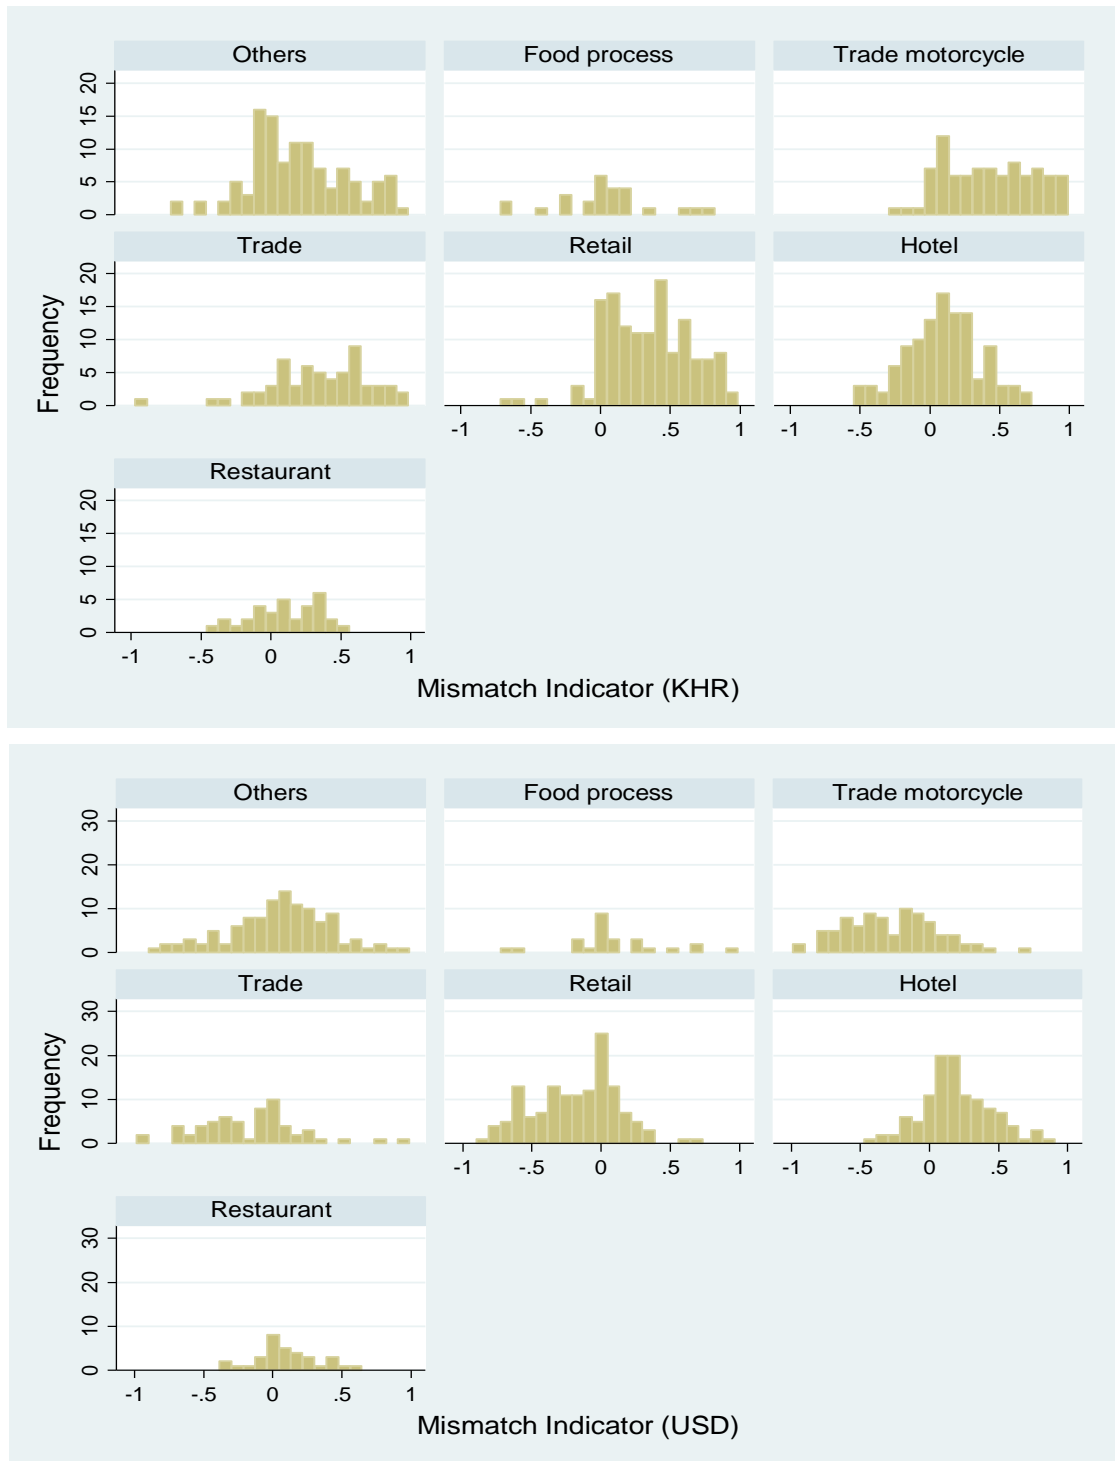 Others Food process Trade motorcycle
20
15
10
5
0
Trade Retail Hotel
20
15
10
5
0
-1 -.5 0 .5 1 -1 -.5 0 .5 1
Restaurant
20
15
10
5
0
-1 -.5 0 .5 1
Frequency
Mismatch Indicator (KHR)
Others Food process Trade motorcycle
30
20
10
0
Trade Retail Hotel
30
20
10
0
-1 -.5 0 .5 1 -1 -.5 0 .5 1
Restaurant
30
20
10
0
-1 -.5 0 .5 1
Frequency
Mismatch Indicator (USD)